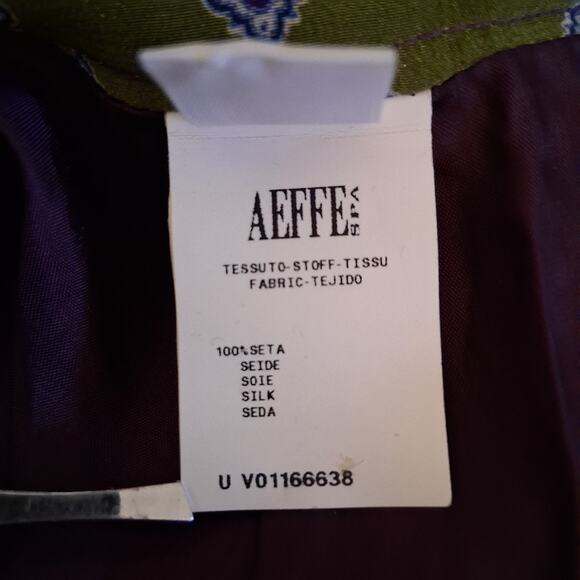 AEFFE SPA
TESSUTO-STOFF-TISSU
FABRIC-TEJIDO
100%SETA
SEIDE
SOIE
SILK
SEDA
U V01166638